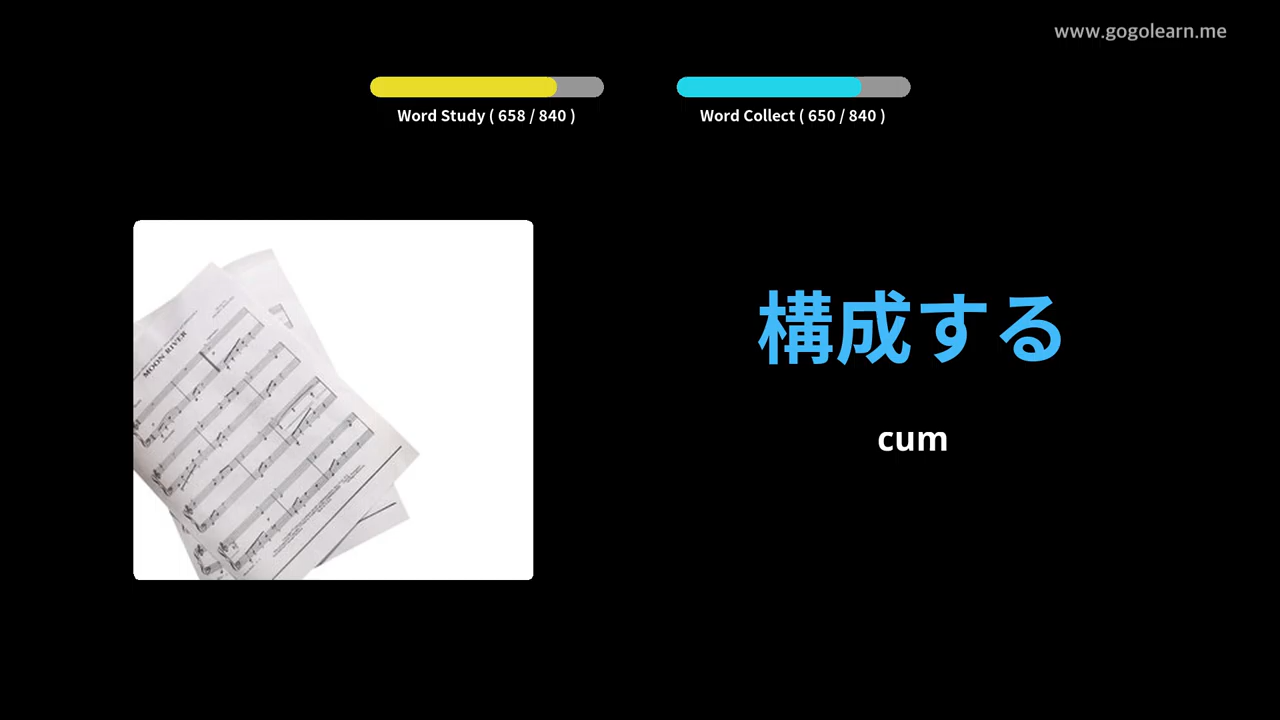 www.gogolearn.me
Word Study ( 658 / 840 )
Word Collect ( 650 / 840 )
MOON RIVER
構成する
cum